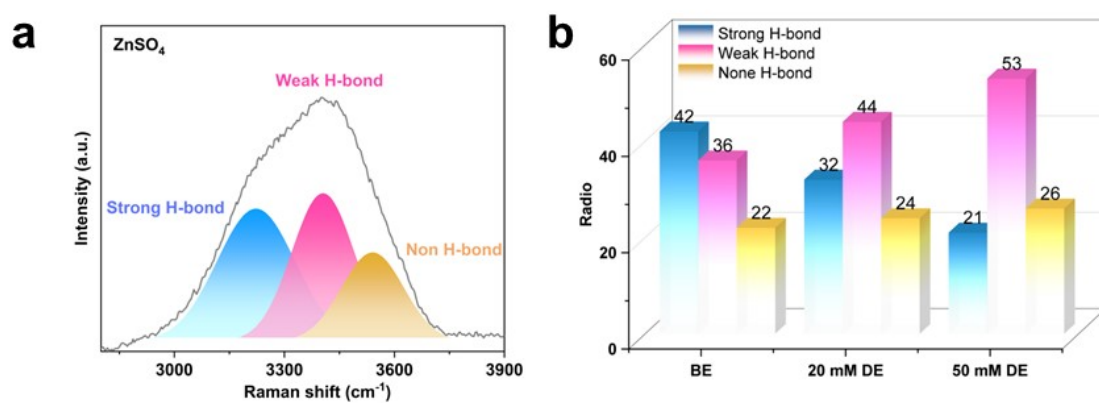 a
ZnSO₄
Weak H-bond
Strong H-bond
Non H-bond
Intensity (a.u.)
3000 3300 3600 3900
Raman shift (cm⁻¹)
b
Strong H-bond
Weak H-bond
None H-bond
60
40
20
0
Radio
42 36 22
32 44 24
21 53 26
BE 20 mM DE 50 mM DE